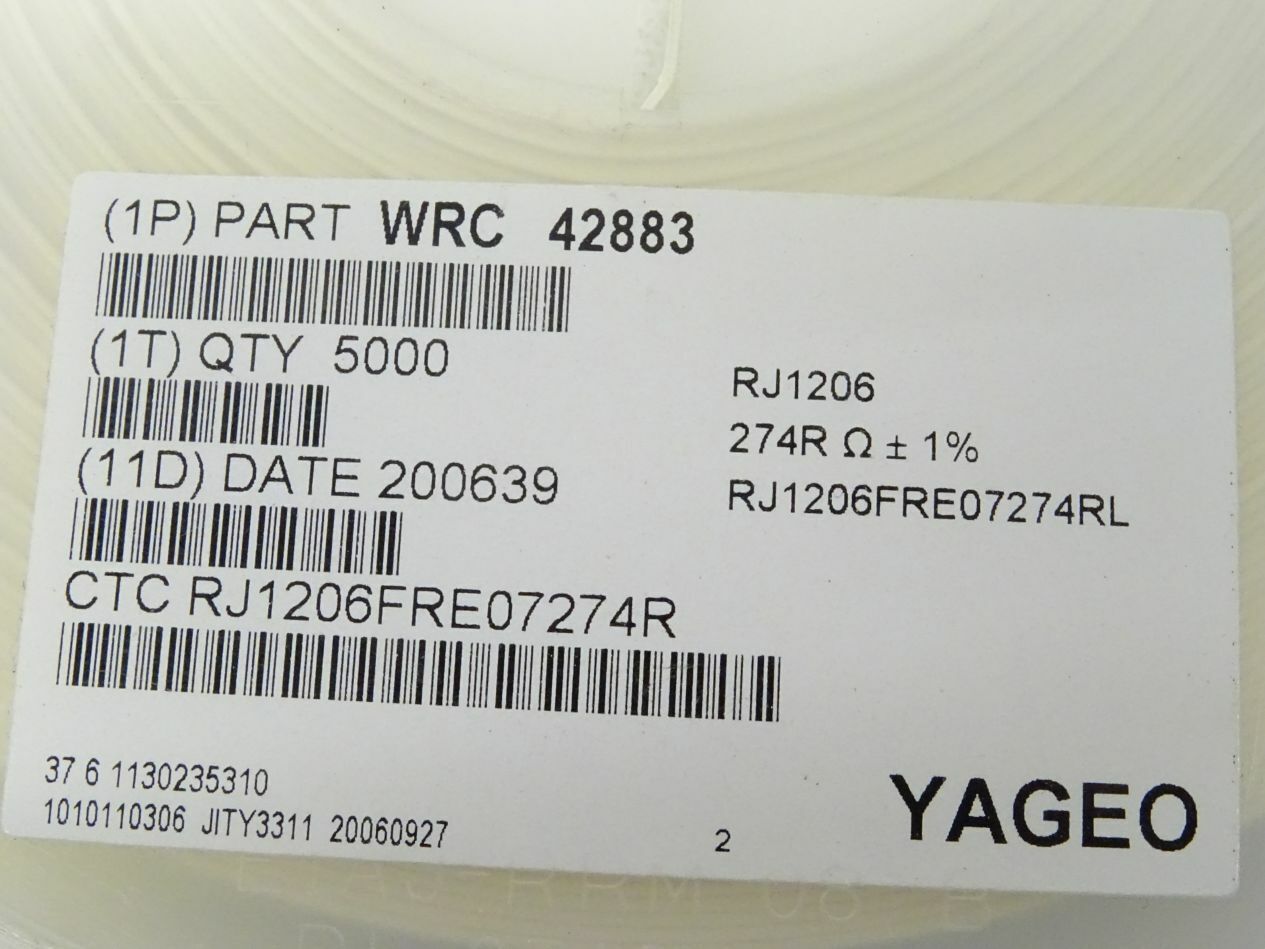 (1P) PART WRC 42883
(1T) QTY 5000
(11D) DATE 200639
CTC RJ1206FRE07274R
RJ1206
274R Ω ± 1%
RJ1206FRE07274RL
37 6 1130235310
1010110306 JITY3311 20060927
2
YAGEO